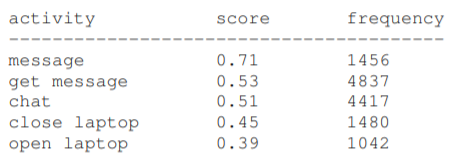 activity score frequency
message 0.71 1456
get message 0.53 4837
chat 0.51 4417
close laptop 0.45 1480
open laptop 0.39 1042